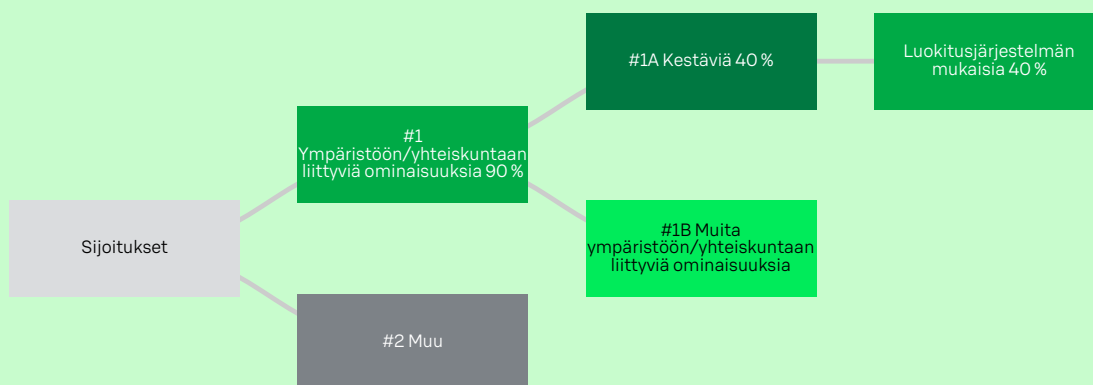 #1A Kestäviä 40 %
Luokitusjärjestelmän
mukaisia 40 %
#1
Ympäristöön/yhteiskuntaan
liittyviä ominaisuuksia 90 %
Sijoitukset
#1B Muita
ympäristöön/yhteiskuntaan
liittyviä ominaisuuksia
#2 Muu